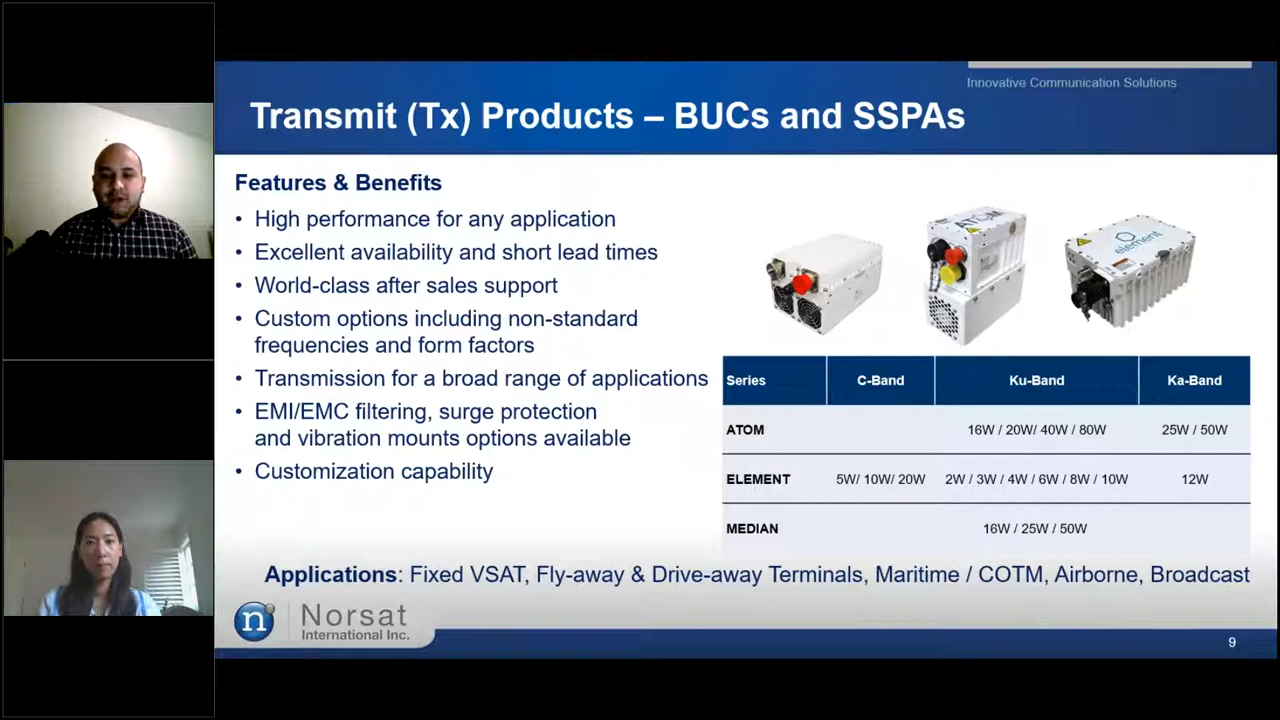 Innovative Communication Solutions
Transmit (Tx) Products – BUCs and SSPAs
Features & Benefits
• High performance for any application
• Excellent availability and short lead times
• World-class after sales support
• Custom options including non-standard
frequencies and form factors
• Transmission for a broad range of applications
• EMI/EMC filtering, surge protection
and vibration mounts options available
• Customization capability
ATOM
element
Series C-Band Ku-Band Ka-Band
ATOM 16W / 20W/ 40W / 80W 25W / 50W
ELEMENT 5W/ 10W/ 20W 2W / 3W / 4W / 6W / 8W / 10W 12W
MEDIAN 16W / 25W / 50W
Applications: Fixed VSAT, Fly-away & Drive-away Terminals, Maritime / COTM, Airborne, Broadcast
n Norsat
International Inc.
9